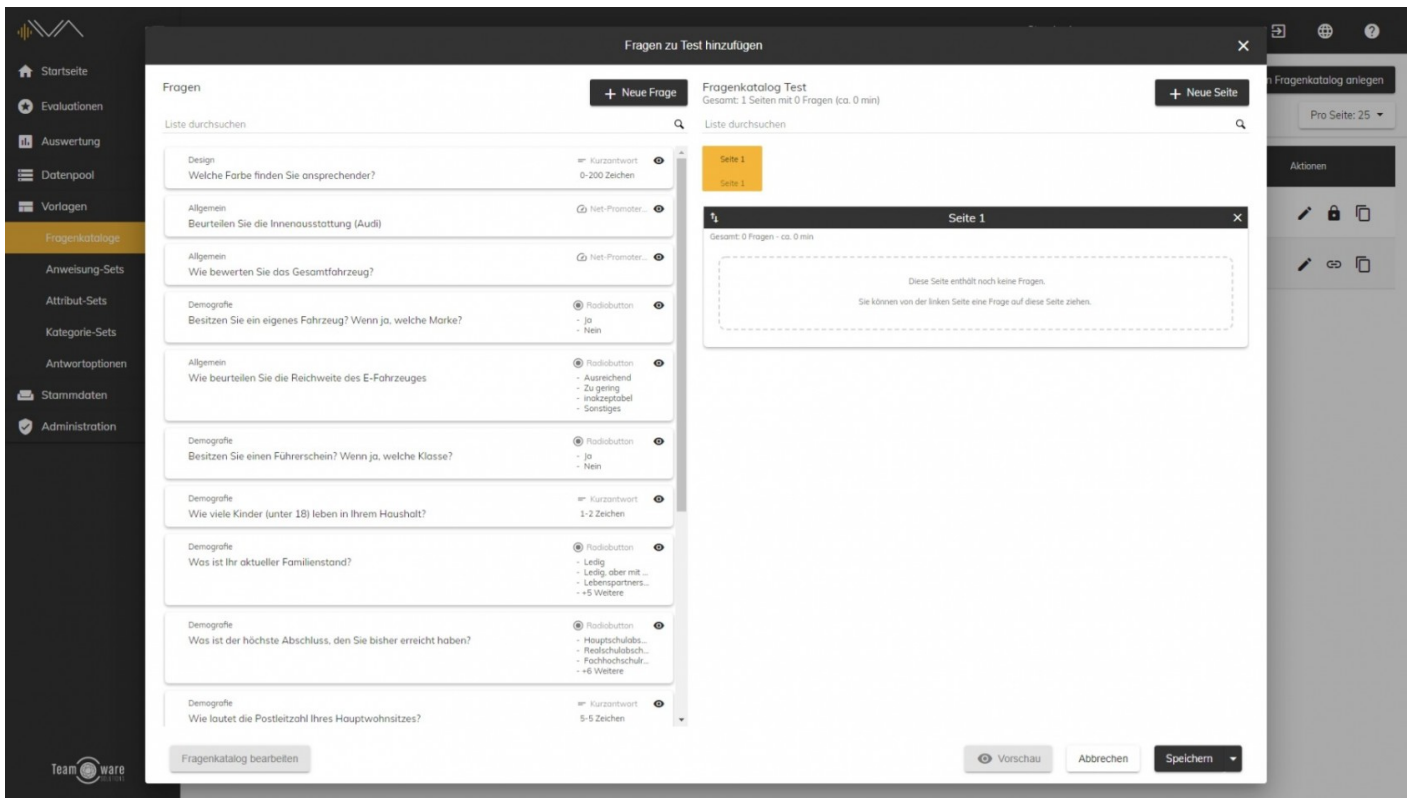 Fragen zu Test hinzufügen
Startseite
Evaluationen
Auswertung
Datenpool
Vorlagen
Fragenkataloge
Anweisung-Sets
Attribut-Sets
Kategorie-Sets
Antwortoptionen
Stammdaten
Administration
Team ware
Fragen
+ Neue Frage
Liste durchsuchen
Design
Kurzantwort
Welche Farbe finden Sie ansprechender?
0-200 Zeichen
Allgemein
Net-Promoter...
Beurteilen Sie die Innenausstattung (Audi)
Allgemein
Net-Promoter...
Wie bewerten Sie das Gesamtfahrzeug?
Demografie
Radiobutton
Besitzen Sie ein eigenes Fahrzeug? Wenn ja, welche Marke?
- Ja
- Nein
Allgemein
Radiobutton
Wie beurteilen Sie die Reichweite des E-Fahrzeuges
- Ausreichend
- Zu gering
- inakzeptabel
- Sonstiges
Demografie
Radiobutton
Besitzen Sie einen Führerschein? Wenn ja, welche Klasse?
- Ja
- Nein
Demografie
Kurzantwort
Wie viele Kinder (unter 18) leben in Ihrem Haushalt?
1-2 Zeichen
Demografie
Radiobutton
Was ist Ihr aktueller Familienstand?
- Ledig
- Ledig, aber mit ...
- Lebenspartners...
- +5 Weitere
Demografie
Radiobutton
Was ist der höchste Abschluss, den Sie bisher erreicht haben?
- Hauptschulabs...
- Realschulabsch...
- Fachhochschulr...
- +6 Weitere
Demografie
Kurzantwort
Wie lautet die Postleitzahl Ihres Hauptwohnsitzes?
5-5 Zeichen
Fragenkatalog Test
Gesamt: 1 Seiten mit 0 Fragen (ca. 0 min)
+ Neue Seite
Liste durchsuchen
Seite 1
Seite 1
Seite 1
Gesamt: 0 Fragen - ca. 0 min
Diese Seite enthält noch keine Fragen.
Sie können von der linken Seite eine Frage auf diese Seite ziehen.
Fragenkatalog bearbeiten
Vorschau
Abbrechen
Speichern
n Fragenkatalog anlegen
Pro Seite: 25
Aktionen